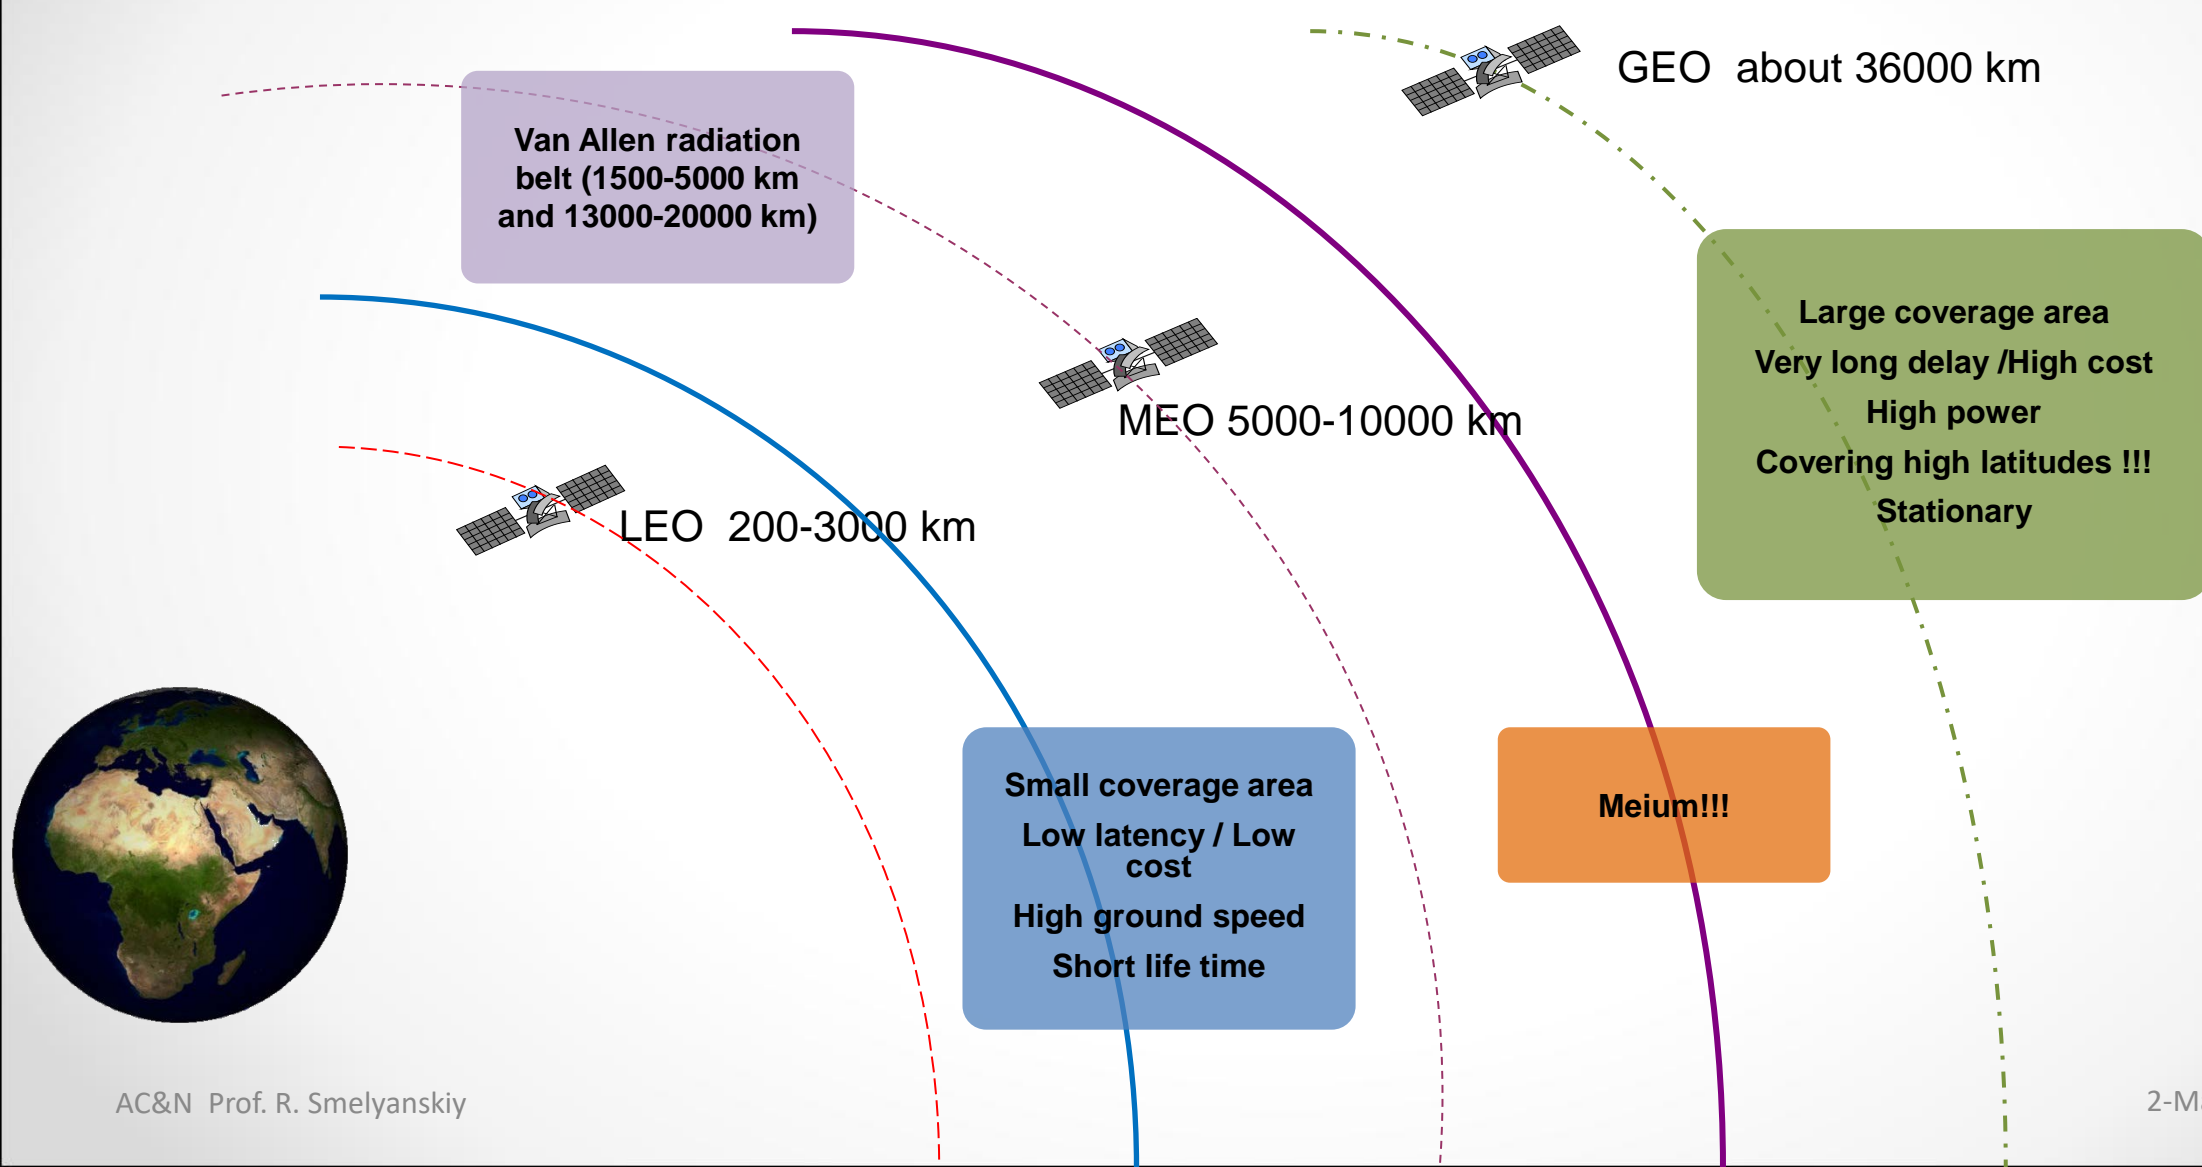 GEO about 36000 km
Van Allen radiation
belt (1500-5000 km
and 13000-20000 km)
Large coverage area
Very long delay /High cost
High power
Covering high latitudes !!!
Stationary
MEO 5000-10000 km
LEO 200-3000 km
Small coverage area
Low latency / Low
cost
High ground speed
Short life time
Meium!!!
AC&N Prof. R. Smelyanskiy